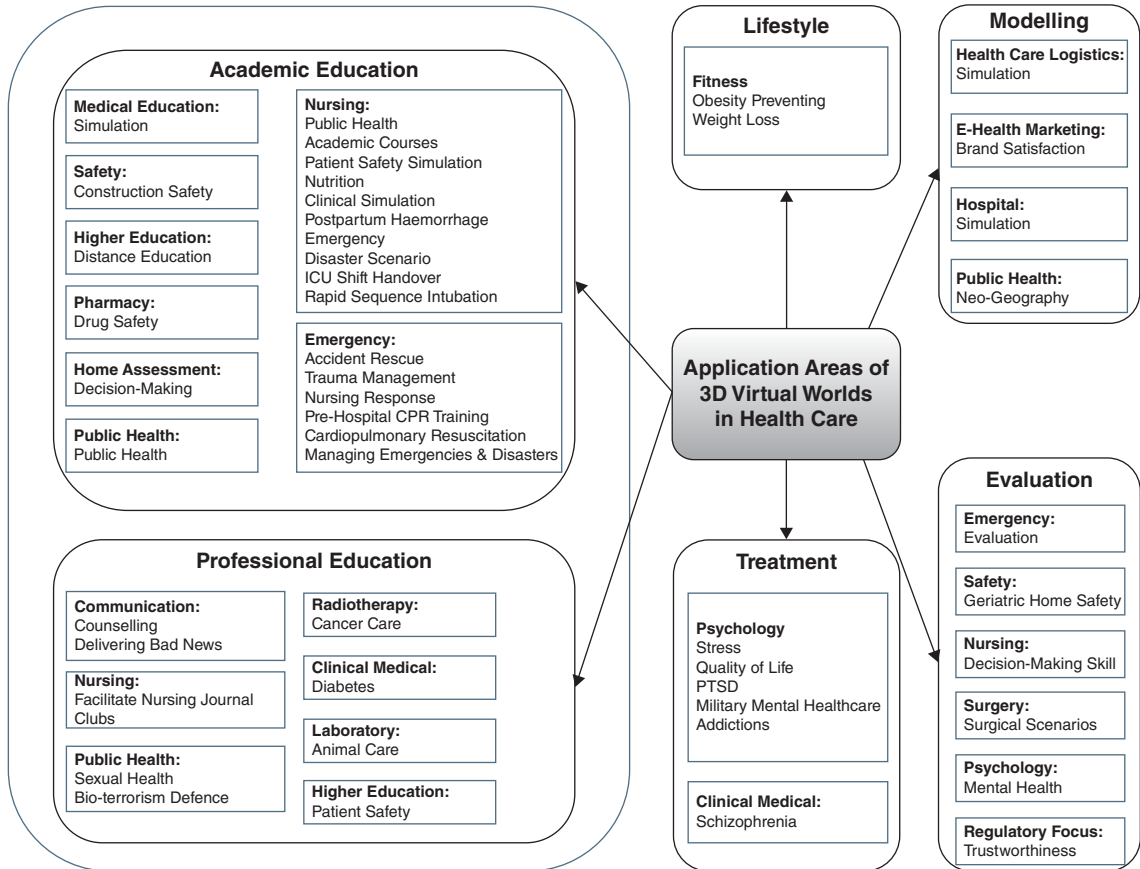 Academic Education
Medical Education:
Simulation
Safety:
Construction Safety
Higher Education:
Distance Education
Pharmacy:
Drug Safety
Home Assessment:
Decision-Making
Public Health:
Public Health
Nursing:
Public Health
Academic Courses
Patient Safety Simulation
Nutrition
Clinical Simulation
Postpartum Haemorrhage
Emergency
Disaster Scenario
ICU Shift Handover
Rapid Sequence Intubation
Emergency:
Accident Rescue
Trauma Management
Nursing Response
Pre-Hospital CPR Training
Cardiopulmonary Resuscitation
Managing Emergencies & Disasters
Professional Education
Communication:
Counselling
Delivering Bad News
Nursing:
Facilitate Nursing Journal
Clubs
Public Health:
Sexual Health
Bio-terrorism Defence
Radiotherapy:
Cancer Care
Clinical Medical:
Diabetes
Laboratory:
Animal Care
Higher Education:
Patient Safety
Lifestyle
Fitness
Obesity Preventing
Weight Loss
Application Areas of
3D Virtual Worlds
in Health Care
Treatment
Psychology
Stress
Quality of Life
PTSD
Military Mental Healthcare
Addictions
Clinical Medical:
Schizophrenia
Modelling
Health Care Logistics:
Simulation
E-Health Marketing:
Brand Satisfaction
Hospital:
Simulation
Public Health:
Neo-Geography
Evaluation
Emergency:
Evaluation
Safety:
Geriatric Home Safety
Nursing:
Decision-Making Skill
Surgery:
Surgical Scenarios
Psychology:
Mental Health
Regulatory Focus:
Trustworthiness